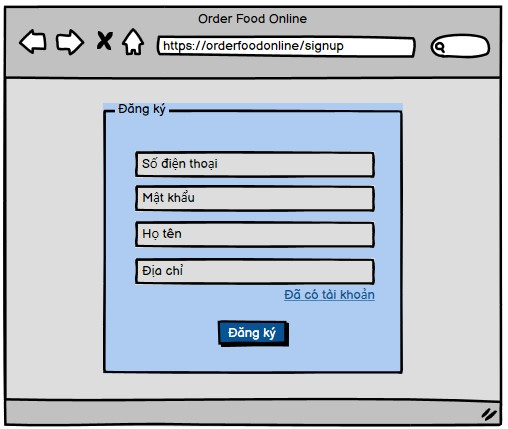 Order Food Online
https://orderfoodonline/signup
Đăng ký
Số điện thoại
Mật khẩu
Họ tên
Địa chỉ
Đã có tài khoản
Đăng ký